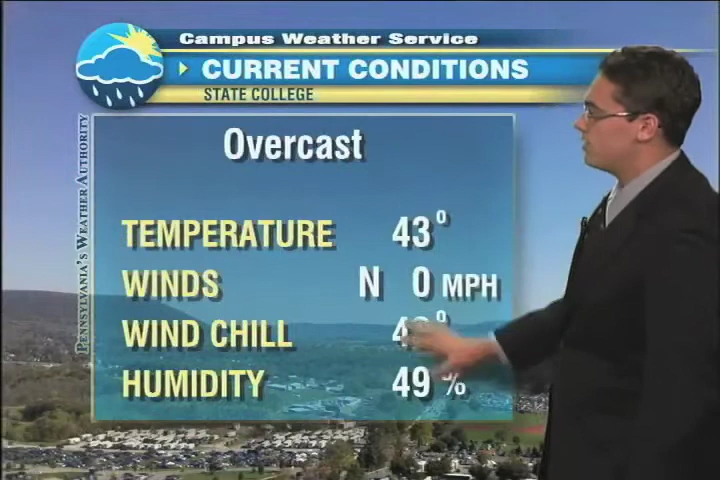 Campus Weather Service
CURRENT CONDITIONS
STATE COLLEGE
PENNSYLVANIA'S WEATHER AUTHORITY
Overcast
TEMPERATURE 43°
WINDS N 0 MPH
WIND CHILL
HUMIDITY 49 %